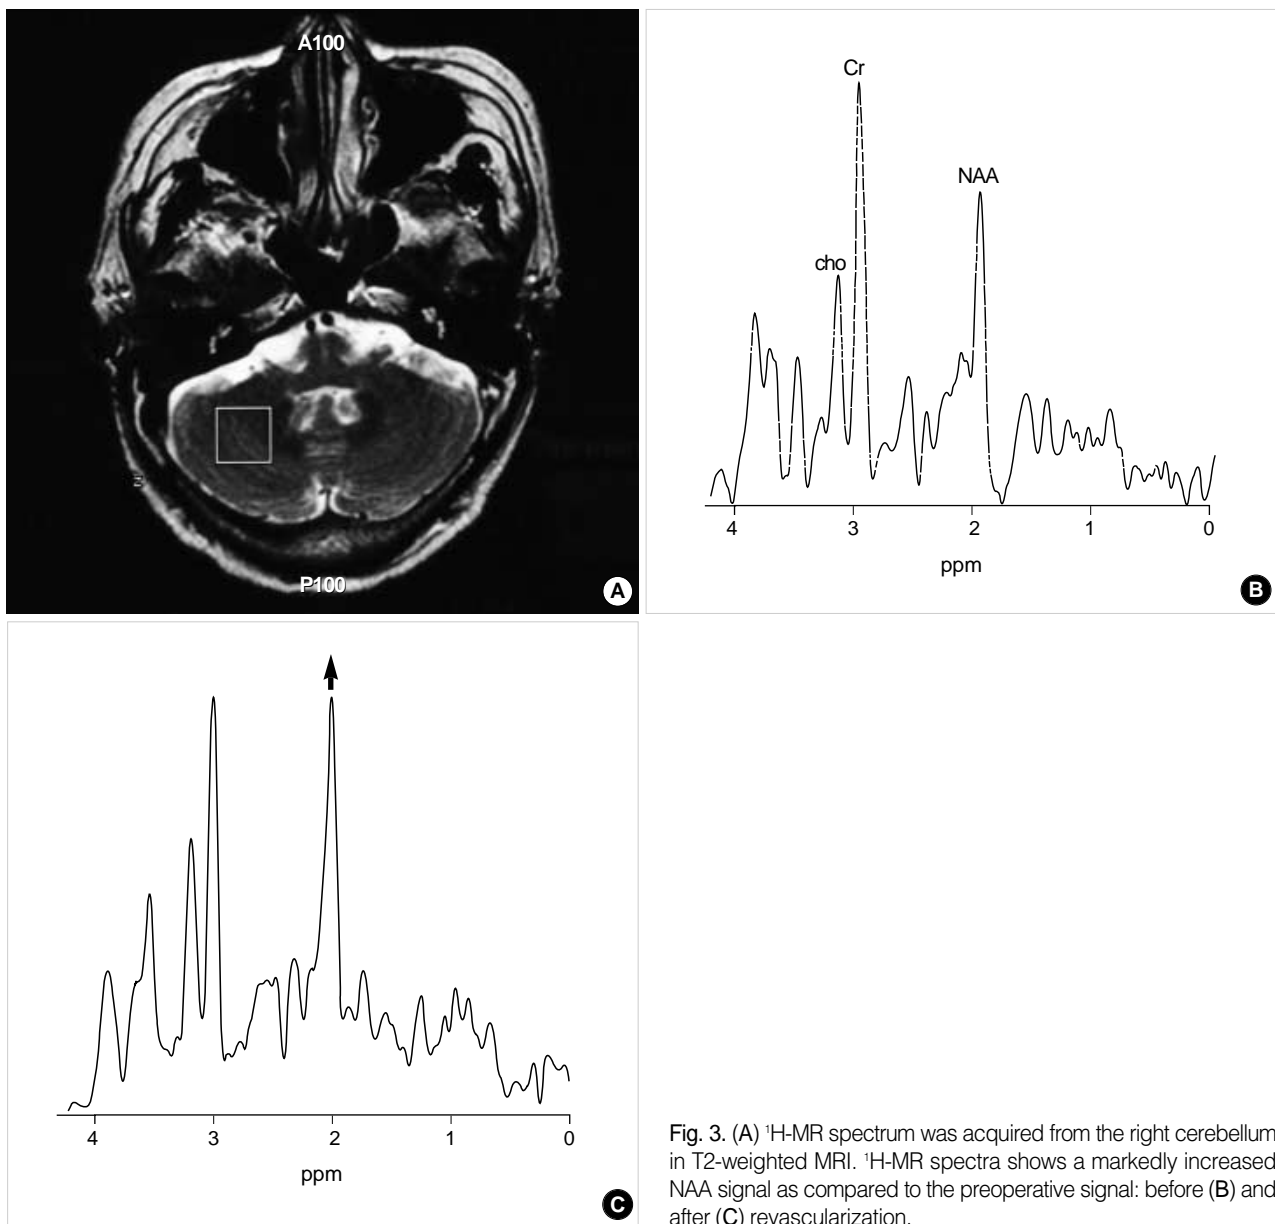 A100
P100
A
Cr
NAA
cho
4 3 2 1 0
ppm
B
4 3 2 1 0
ppm
C
Fig. 3. (A) ¹H-MR spectrum was acquired from the right cerebellum
in T2-weighted MRI. ¹H-MR spectra shows a markedly increased
NAA signal as compared to the preoperative signal: before (B) and
after (C) revascularization.